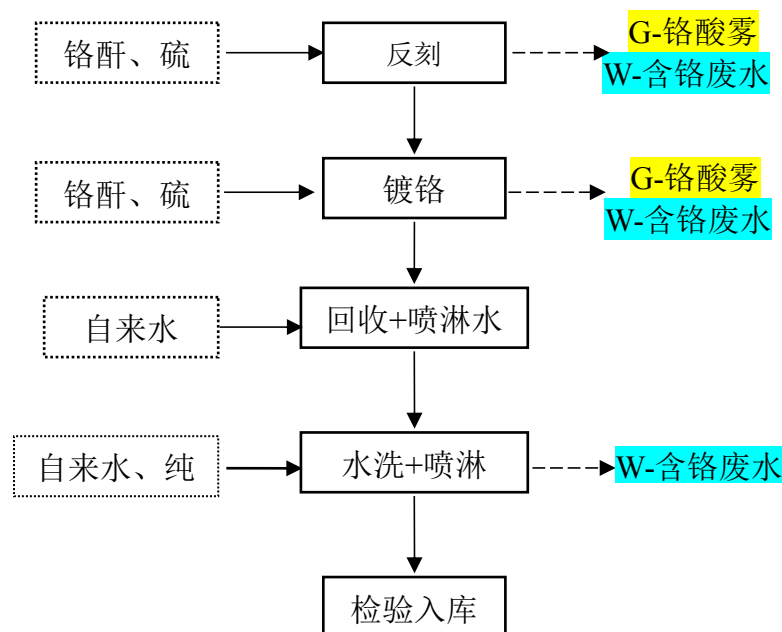 铬酐、硫
反刻
G-铬酸雾
W-含铬废水
铬酐、硫
镀铬
G-铬酸雾
W-含铬废水
自来水
回收+喷淋水
自来水、纯
水洗+喷淋
W-含铬废水
检验入库